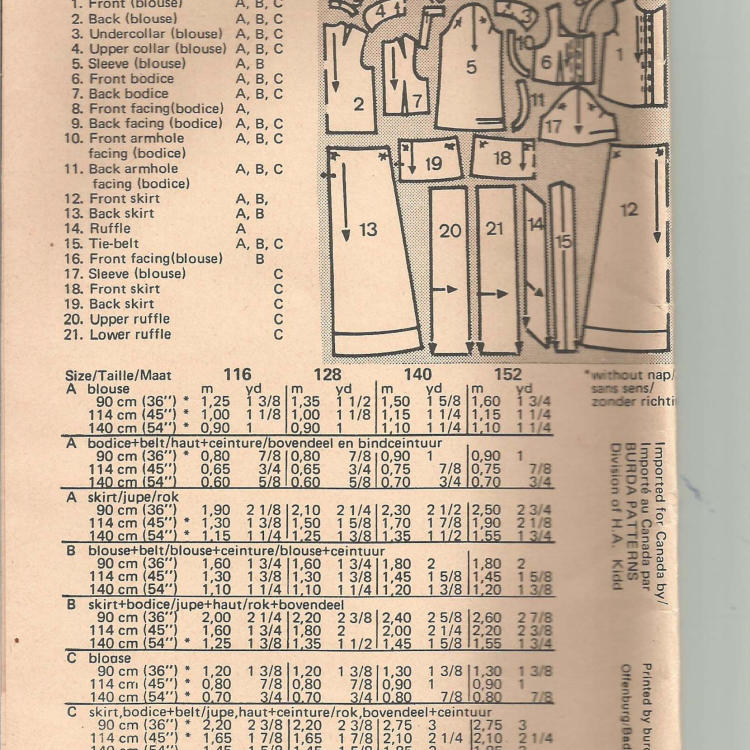 1. Front (blouse) A, B, C
2. Back (blouse) A, B, C
3. Undercollar (blouse) A, B, C
4. Upper collar (blouse) A, B, C
5. Sleeve (blouse) A, B
6. Front bodice A, B, C
7. Back bodice A, B, C
8. Front facing(bodice) A,
9. Back facing (bodice) A, B, C
10. Front armhole A, B, C
facing (bodice)
11. Back armhole A, B, C
facing (bodice)
12. Front skirt A, B,
13. Back skirt A, B
14. Ruffle A
15. Tie-belt A, B, C
16. Front facing(blouse) B
17. Sleeve (blouse) C
18. Front skirt C
19. Back skirt C
20. Upper ruffle C
21. Lower ruffle C
4 3
10 1
2 7 5 6
11
17
19 18
13 20 21 14 15 12
Size/Taille/Maat 116 128 140 152
A blouse m yd m yd m yd m yd
90 cm (36") * 1,25 1 3/8 1,35 1 1/2 1,50 1 5/8 1,60 1 3/4
114 cm (45") * 1,00 1 1/8 1,00 1 1/8 1,15 1 1/4 1,15 1 1/4
140 cm (54") * 0,90 1 0,90 1 1,10 1 1/4 1,10 1 1/4
A bodice+belt/haut+ceinture/bovendeel en bindceintuur
90 cm (36") * 0,80 7/8 0,80 7/8 0,90 1 0,90 1
114 cm (45") * 0,65 3/4 0,65 3/4 0,75 7/8 0,75 7/8
140 cm (54") * 0,60 5/8 0,60 5/8 0,70 3/4 0,70 3/4
A skirt/jupe/rok
90 cm (36") 1,90 2 1/8 2,10 2 1/4 2,30 2 1/2 2,50 2 3/4
114 cm (45") * 1,30 1 3/8 1,50 1 5/8 1,70 1 7/8 1,90 2 1/8
140 cm (54") * 1,15 1 1/4 1,25 1 3/8 1,35 1 1/2 1,55 1 3/4
B blouse+belt/blouse+ceinture/blouse+ceintuur
90 cm (36") 1,60 1 3/4 1,60 1 3/4 1,80 2 1,80 2
114 cm (45") 1,30 1 3/8 1,30 1 3/8 1,45 1 5/8 1,45 1 5/8
140 cm (54") 1,10 1 1/4 1,10 1 1/4 1,20 1 3/8 1,20 1 3/8
B skirt+bodice/jupe+haut/rok+bovendeel
90 cm (36") 2,00 2 1/4 2,20 2 3/8 2,40 2 5/8 2,60 2 7/8
114 cm (45") 1,60 1 3/4 1,80 2 2,00 2 1/4 2,20 2 3/8
140 cm (54") * 1,25 1 3/8 1,35 1 1/2 1,45 1 5/8 1,55 1 3/4
C blouse
90 cm (36") * 1,20 1 3/8 1,20 1 3/8 1,30 1 3/8 1,30 1 3/8
114 cm (45") * 0,80 7/8 0,80 7/8 0,90 1 0,90 1
140 cm (54") * 0,70 3/4 0,70 3/4 0,80 7/8 0,80 7/8
C skirt,bodice+belt/jupe,haut+ceinture/rok,bovendeel+ceintuur
90 cm (36") * 2,20 2 3/8 2,20 2 3/8 2,75 3 2,75 3
114 cm (45") * 1,65 1 7/8 1,65 1 7/8 2,10 2 1/4 2,10 2 1/4
*without nap/
sans sens/
zonder richti
Imported for Canada by/
Importé au Canada par
BURDA PATTERNS
Division of H.A. Kidd
Printed by bur
Offenburg/Ba